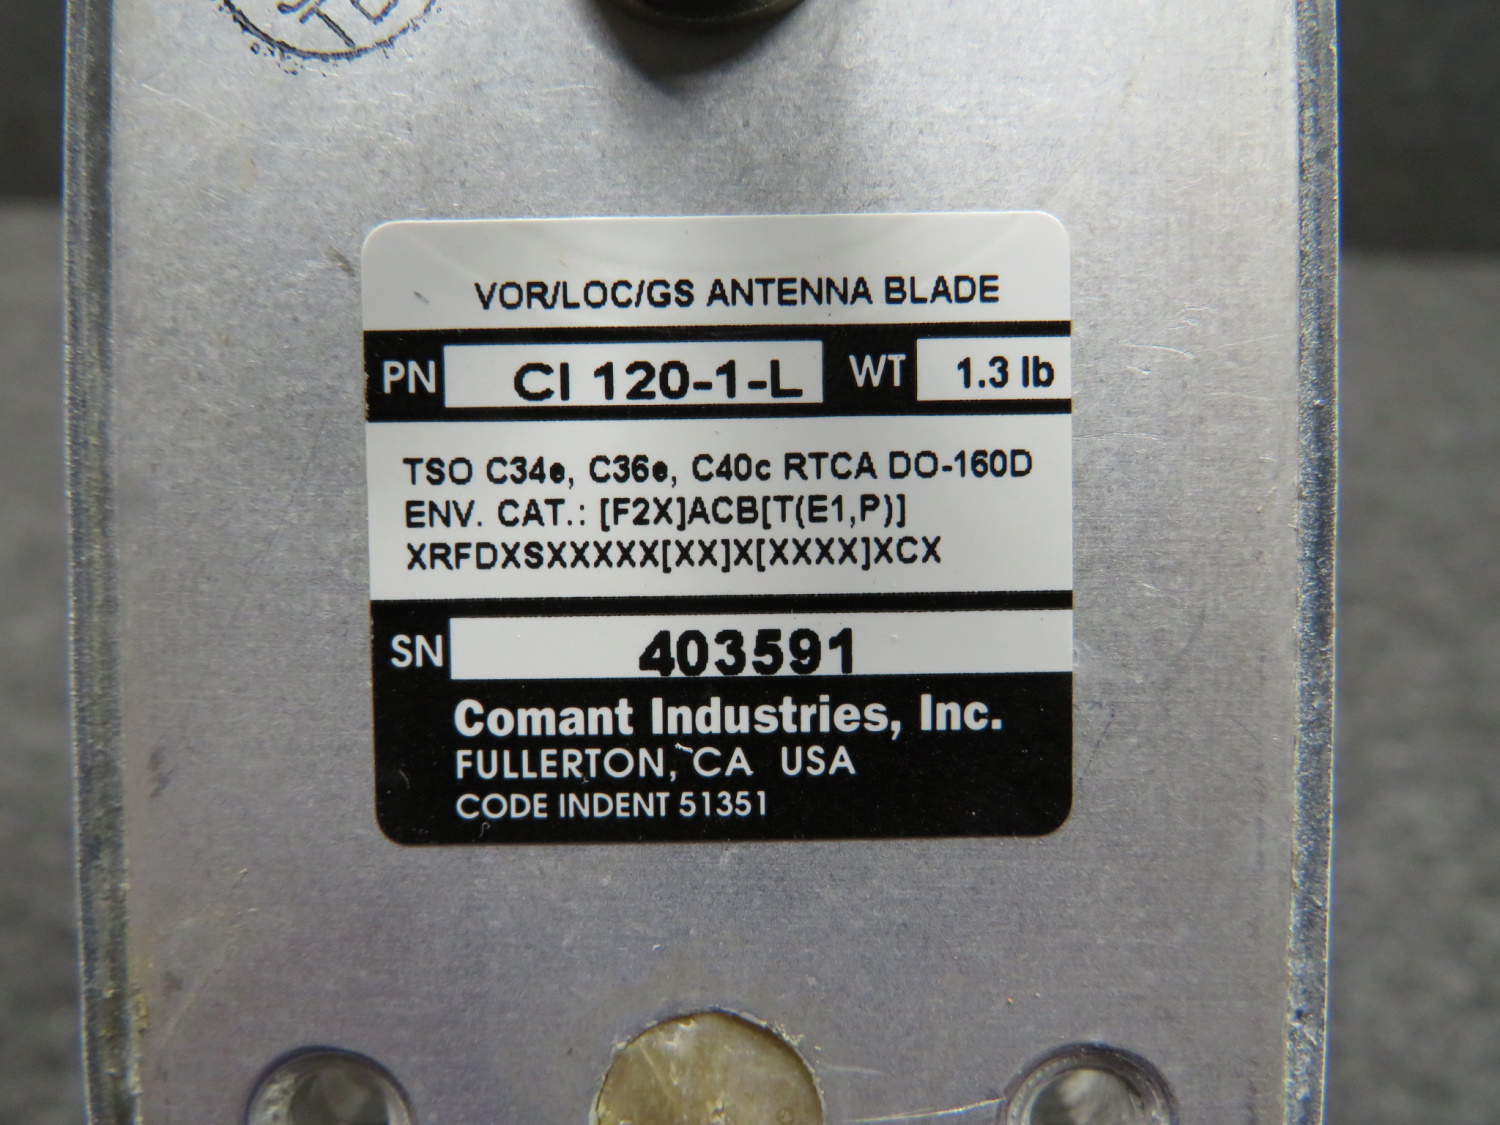 VOR/LOC/GS ANTENNA BLADE
PN CI 120-1-L WT 1.3 lb
TSO C34e, C36e, C40c RTCA DO-160D
ENV. CAT.: [F2X]ACB[T(E1,P)]
XRFDXSXXXXX[XX]X[XXXX]XCX
SN 403591
Comant Industries, Inc.
FULLERTON, CA USA
CODE INDENT 51351